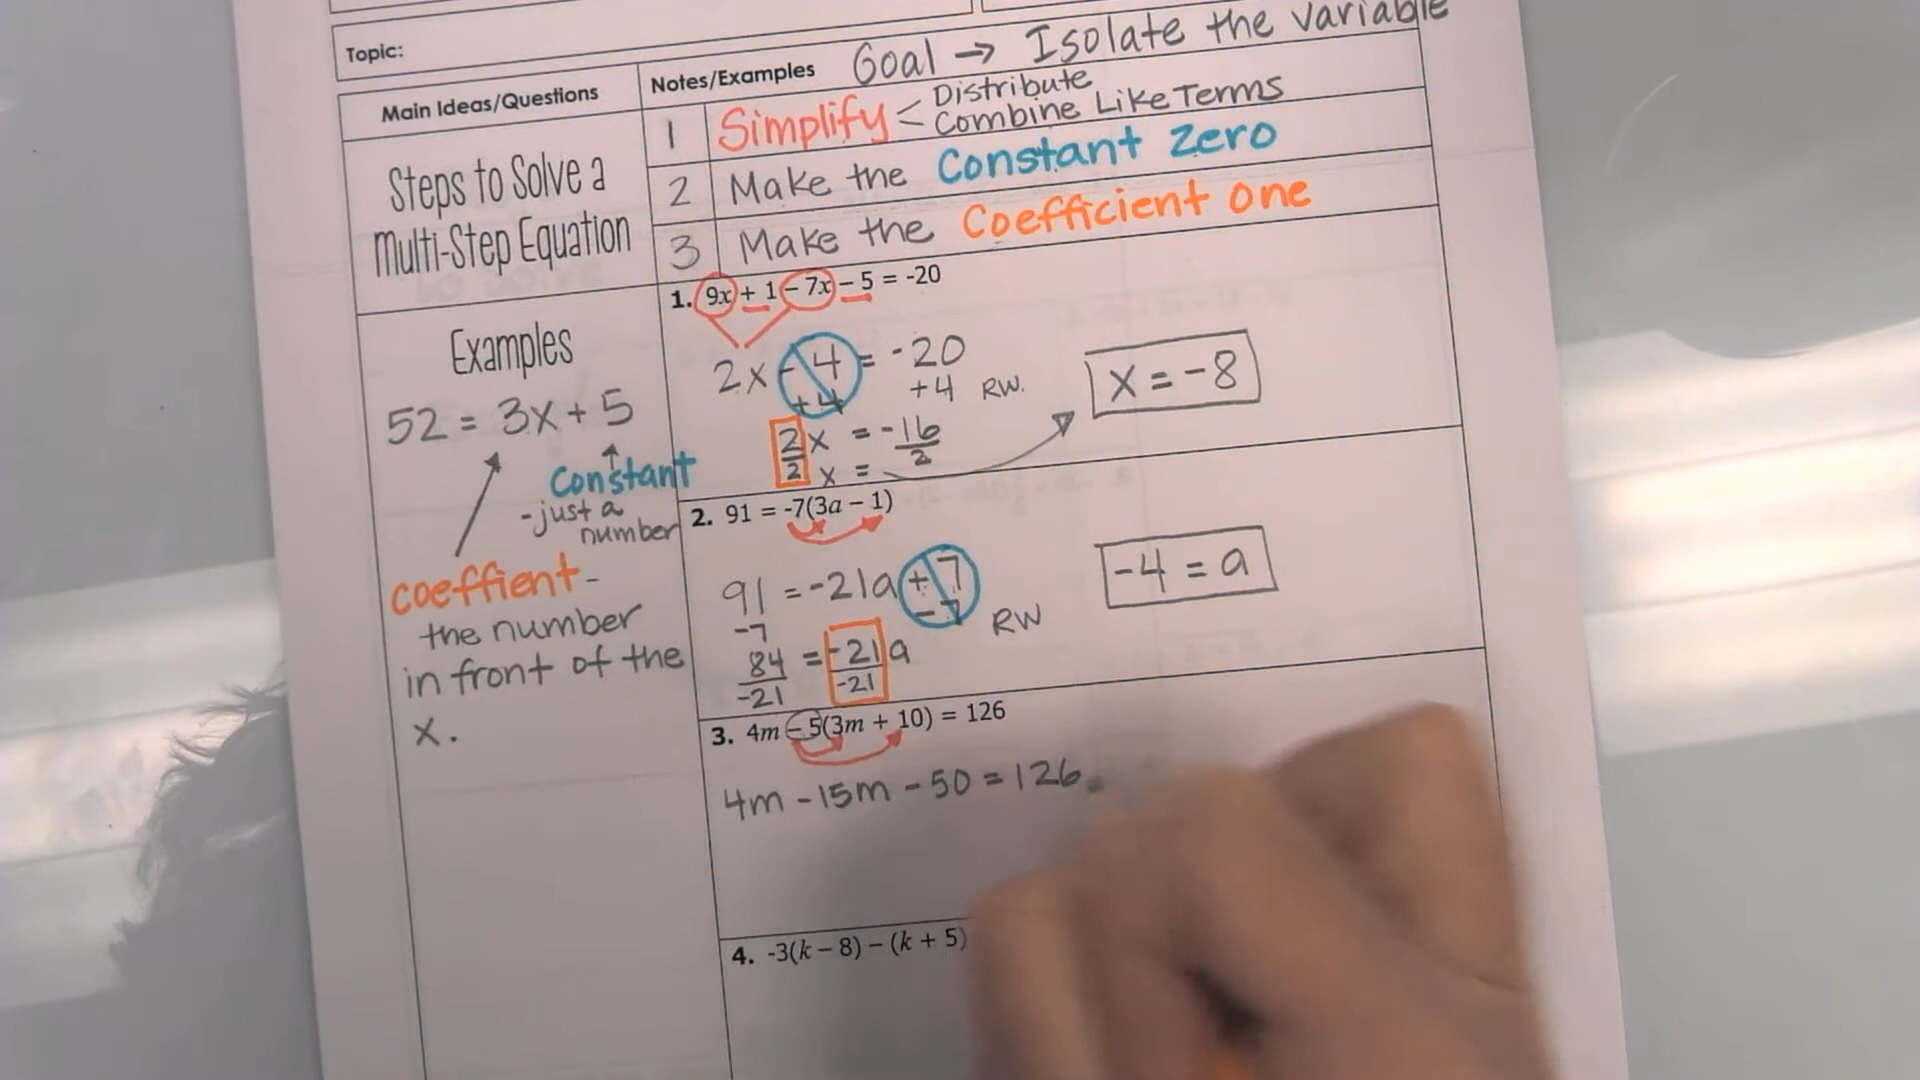 Topic:
Main Ideas/Questions
Notes/Examples Goal → Isolate the variable
Steps to Solve a
Multi-Step Equation
1 Simplify < Distribute
Combine Like Terms
2 Make the Constant Zero
3 Make the Coefficient one
Examples
52 = 3x + 5
Constant
- just a
number
coeffient -
the number
in front of the
x.
1. 9x + 1 - 7x - 5 = -20
2x - 4 = -20
+4 +4 RW.
2x = -16
2 2
x =
x = -8
2. 91 = -7(3a - 1)
91 = -21a + 7
-7 -7 RW
84 = -21a
-21 -21
-4 = a
3. 4m - 5(3m + 10) = 126
4m - 15m - 50 = 126
4. -3(k - 8) - (k + 5)